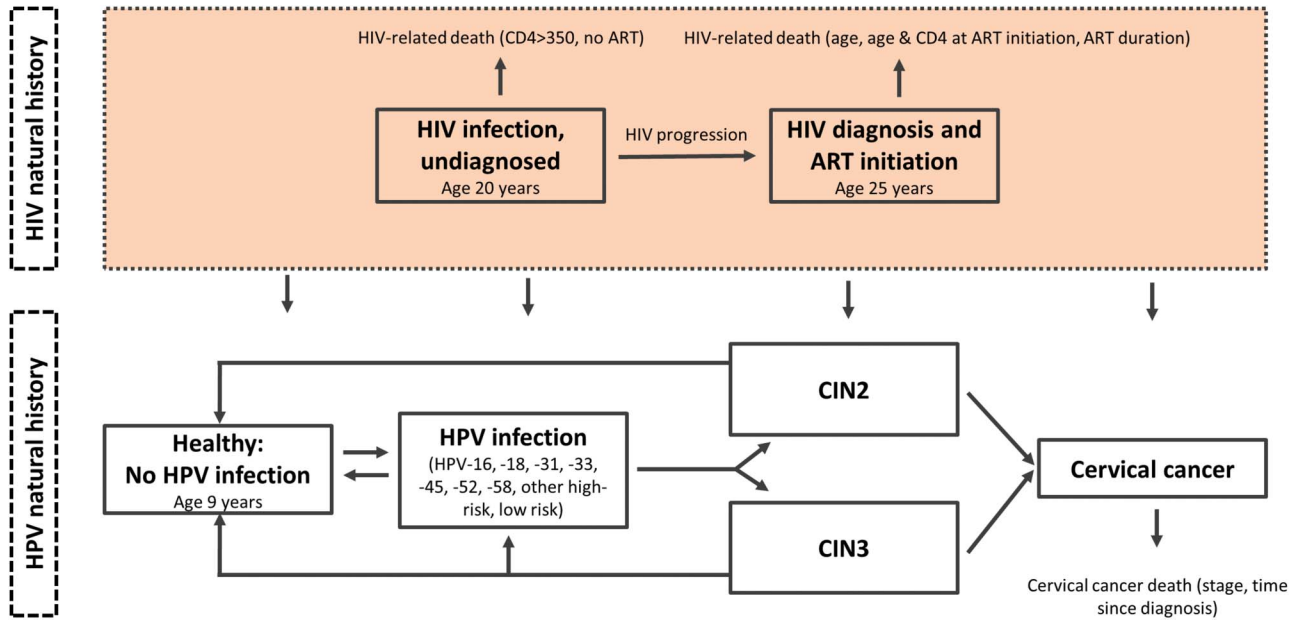 HIV natural history
HIV-related death (CD4>350, no ART)
HIV-related death (age, age & CD4 at ART initiation, ART duration)
HIV infection,
undiagnosed
Age 20 years
HIV progression
HIV diagnosis and
ART initiation
Age 25 years
HPV natural history
Healthy:
No HPV infection
Age 9 years
HPV infection
(HPV-16, -18, -31, -33,
-45, -52, -58, other high-
risk, low risk)
CIN2
CIN3
Cervical cancer
Cervical cancer death (stage, time
since diagnosis)